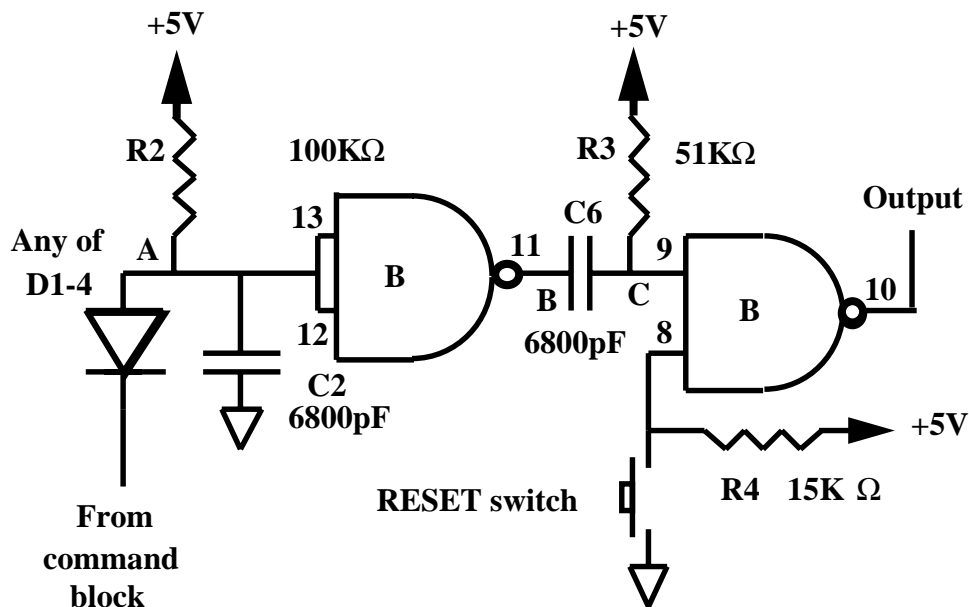 +5V
+5V
R2
100KΩ
R3
51KΩ
Output
C6
13
Any of
D1-4
A
11
9
B
B
C
B
10
12
6800pF
8
C2
6800pF
+5V
RESET switch
R4
15K Ω
From
command
block